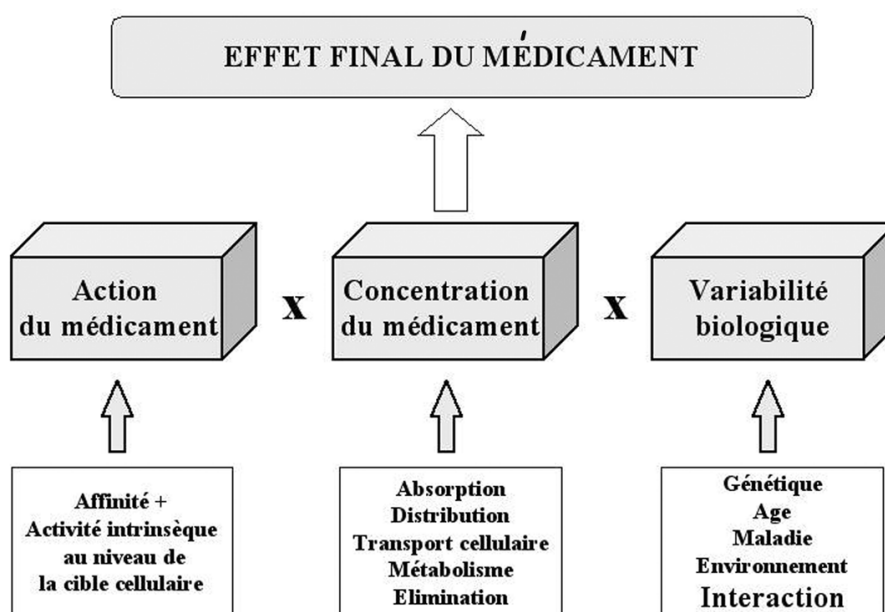 EFFET FINAL DU MÉDICAMENT
Action
du médicament
x
Concentration
du médicament
x
Variabilité
biologique
Affinité +
Activité intrinsèque
au niveau de
la cible cellulaire
Absorption
Distribution
Transport cellulaire
Métabolisme
Elimination
Génétique
Age
Maladie
Environnement
Interaction